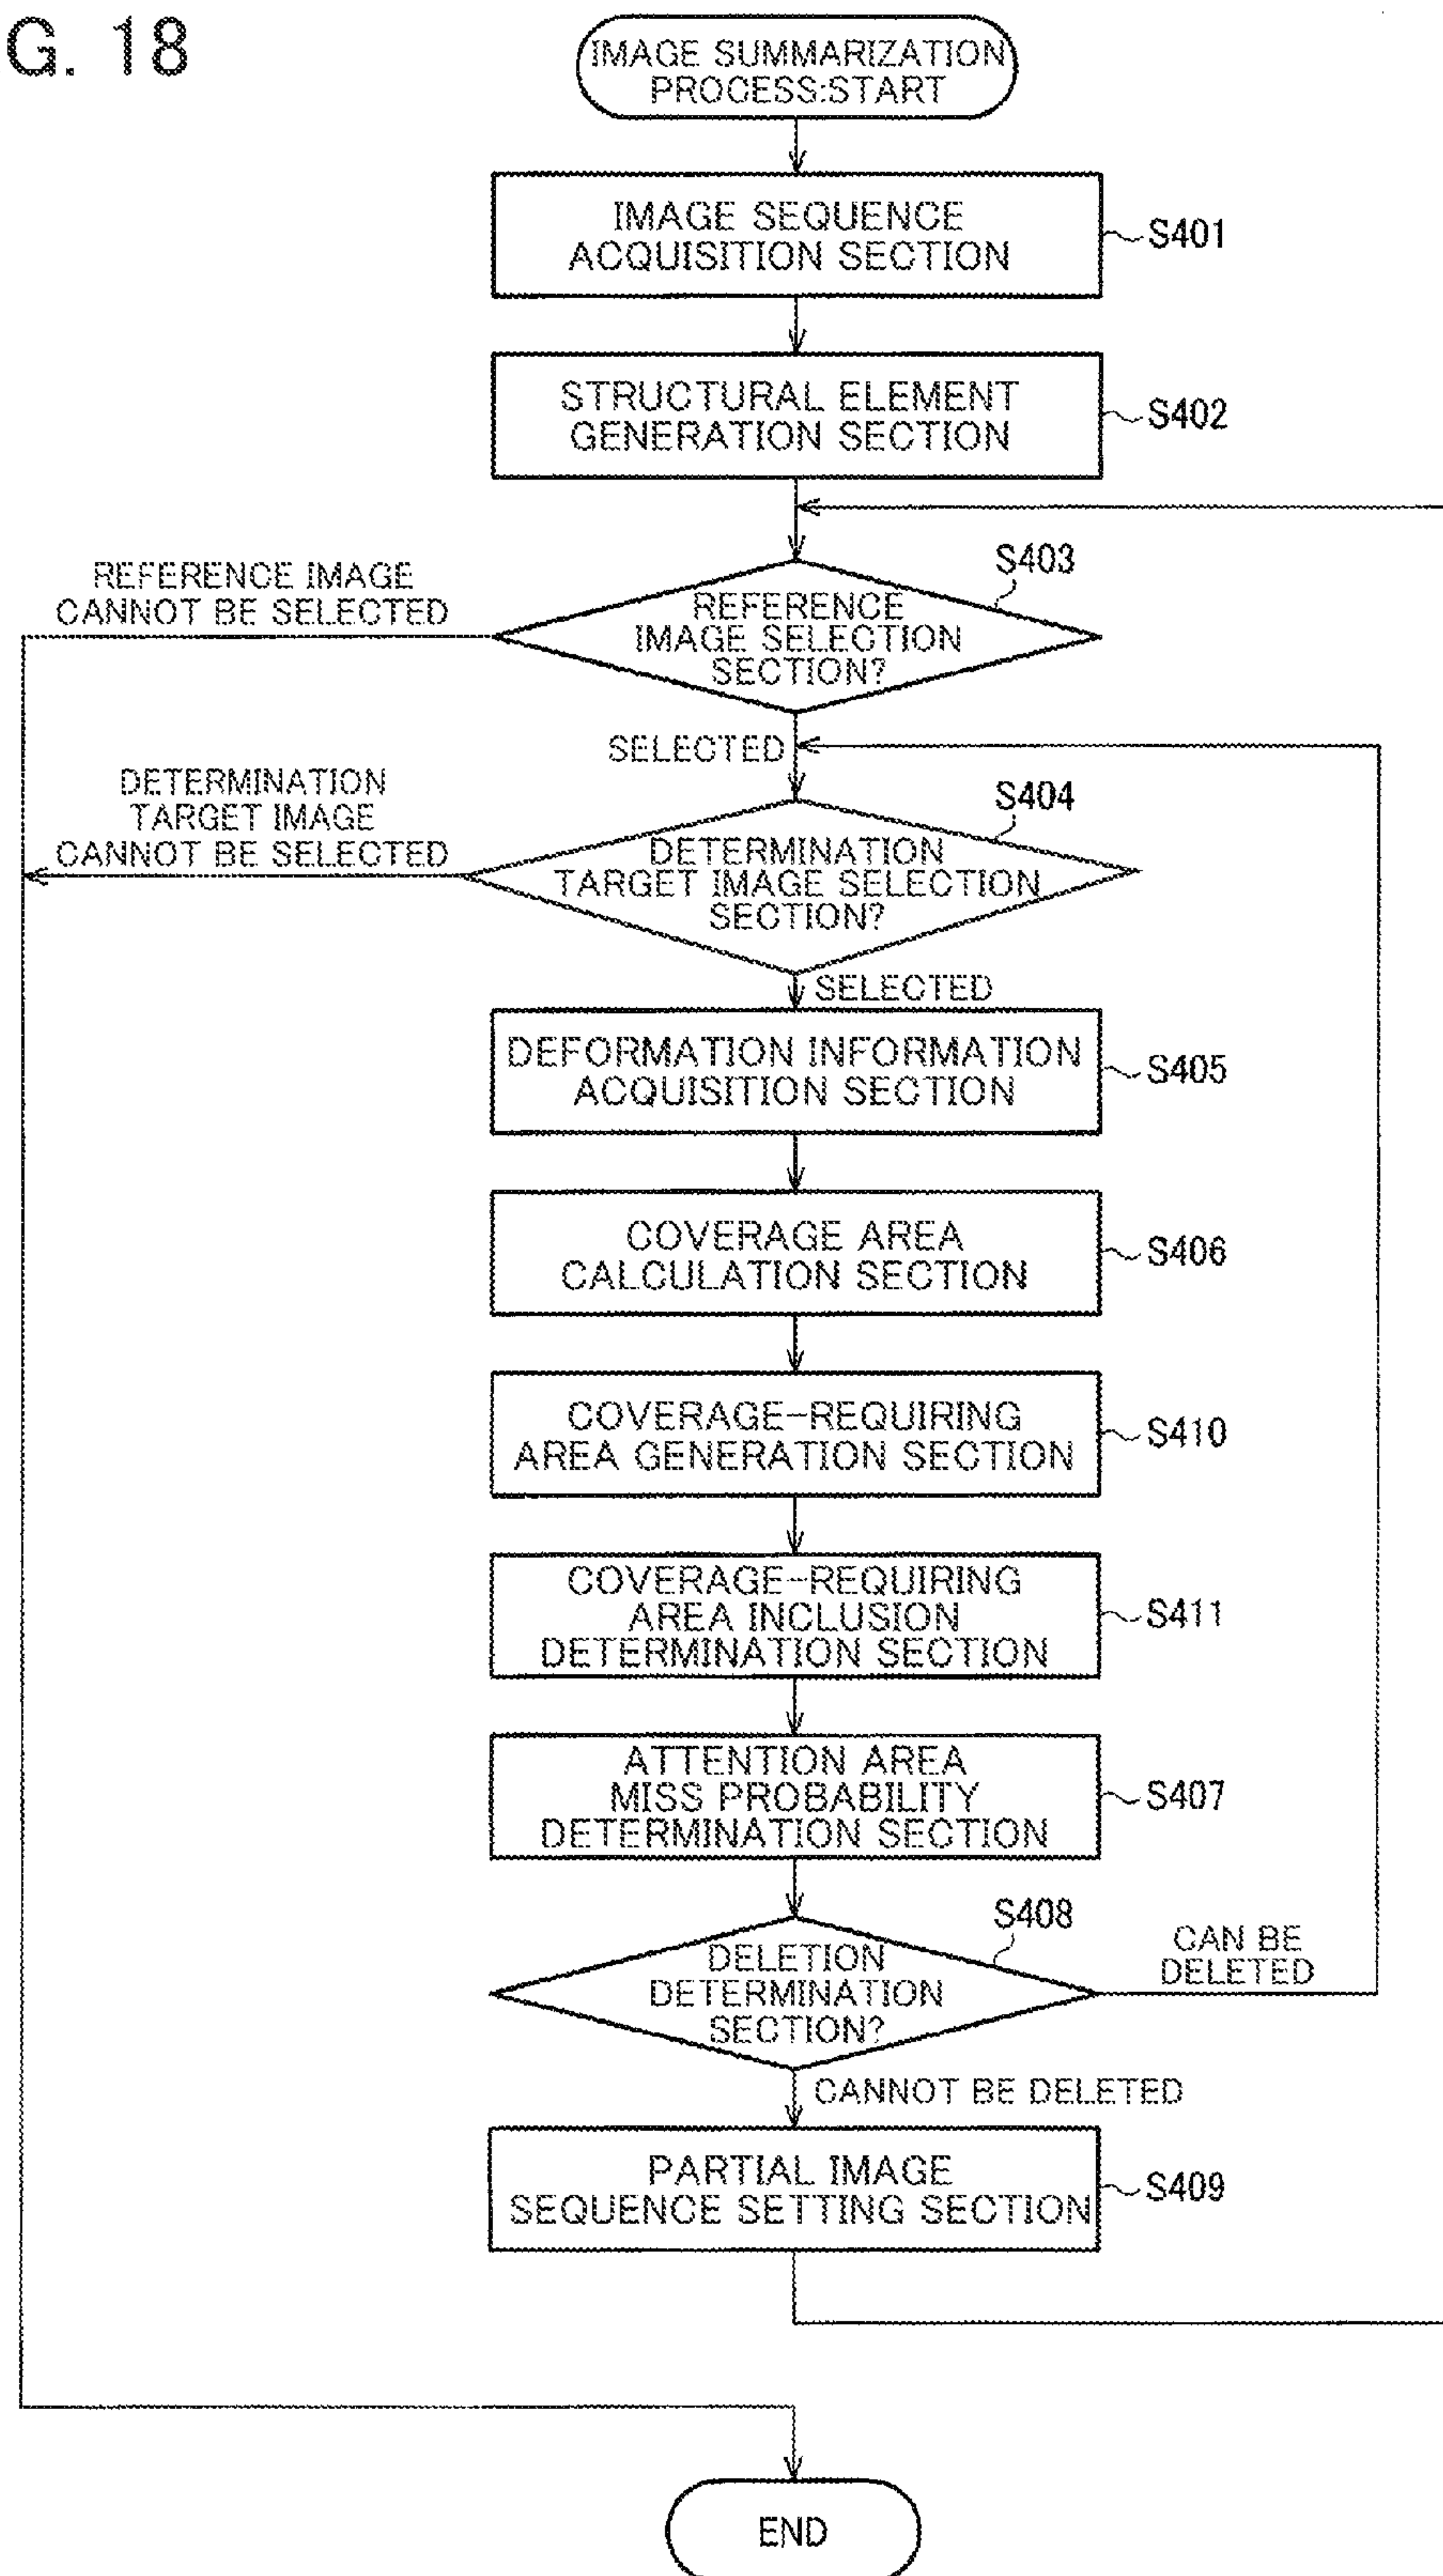 G. 18
IMAGE SUMMARIZATION
PROCESS:START
IMAGE SEQUENCE
ACQUISITION SECTION
S401
STRUCTURAL ELEMENT
GENERATION SECTION
S402
REFERENCE IMAGE
CANNOT BE SELECTED
S403
REFERENCE
IMAGE SELECTION
SECTION?
SELECTED
DETERMINATION
TARGET IMAGE
CANNOT BE SELECTED
S404
DETERMINATION
TARGET IMAGE SELECTION
SECTION?
SELECTED
DEFORMATION INFORMATION
ACQUISITION SECTION
S405
COVERAGE AREA
CALCULATION SECTION
S406
COVERAGE-REQUIRING
AREA GENERATION SECTION
S410
COVERAGE-REQUIRING
AREA INCLUSION
DETERMINATION SECTION
S411
ATTENTION AREA
MISS PROBABILITY
DETERMINATION SECTION
S407
S408
DELETION
DETERMINATION
SECTION?
CAN BE
DELETED
CANNOT BE DELETED
PARTIAL IMAGE
SEQUENCE SETTING SECTION
S409
END